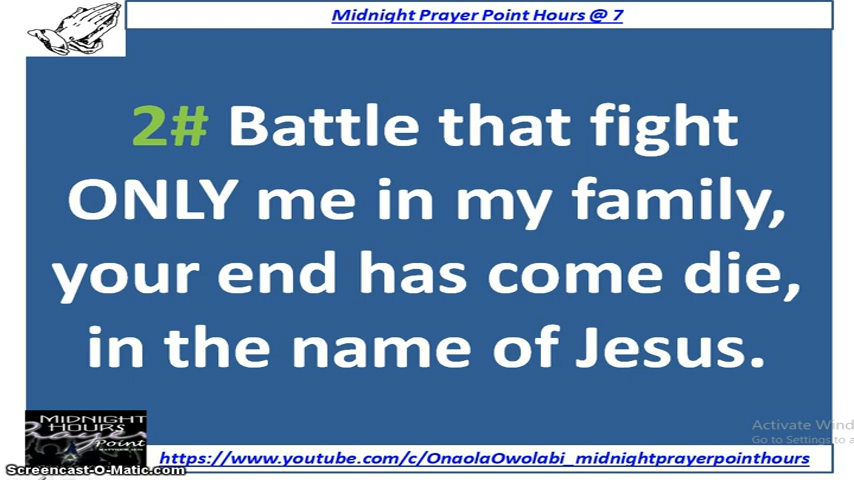 Midnight Prayer Point Hours @ 7
2# Battle that fight
ONLY me in my family,
your end has come die,
in the name of Jesus.
MIDNIGHT
HOURS
Prayer
Point
Activate Wind
Go to Settings to a
https://www.youtube.com/c/OnaolaOwolabi_midnightprayerpointhours
Screencast-O-Matic.com